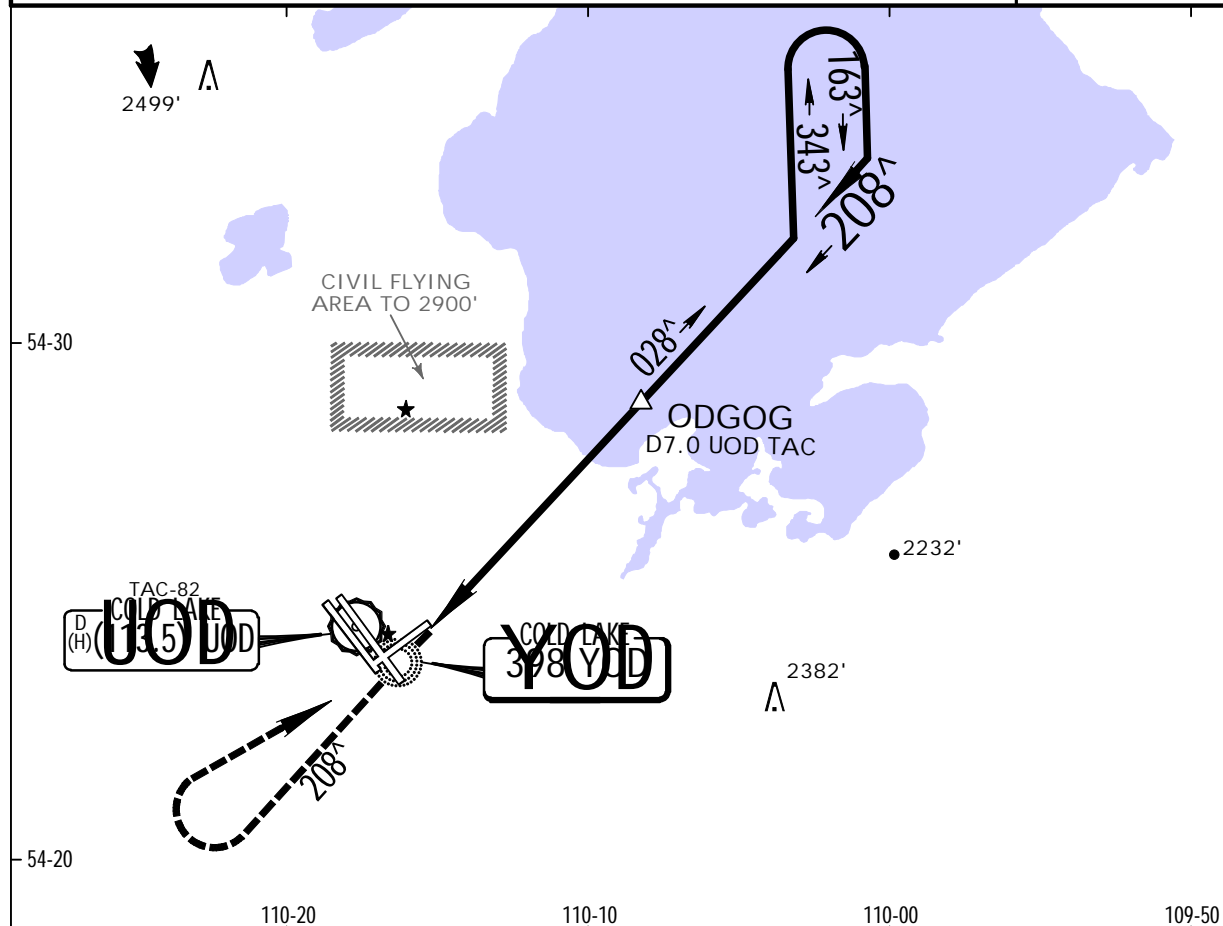 2499'
163^
343^
208^
CIVIL FLYING
AREA TO 2900'
54-30
028^
ODGOG
D7.0 UOD TAC
2232'
TAC-82
COLD LAKE
D
(H)
(113.5) UOD
UOD
COLD LAKE
398 YOD
YOD
2382'
208^
54-20
110-20
110-10
110-00
109-50